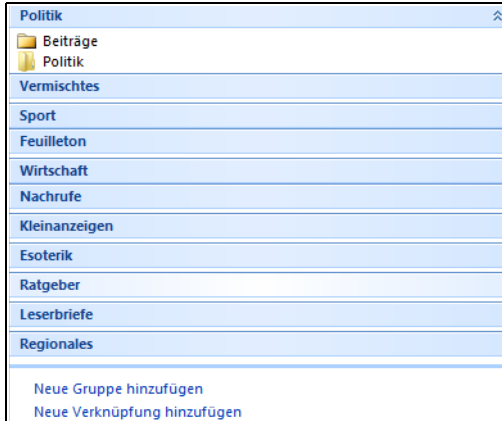 Politik
Beiträge
Politik
Vermischtes
Sport
Feuilleton
Wirtschaft
Nachrufe
Kleinanzeigen
Esoterik
Ratgeber
Leserbriefe
Regionales
Neue Gruppe hinzufügen
Neue Verknüpfung hinzufügen